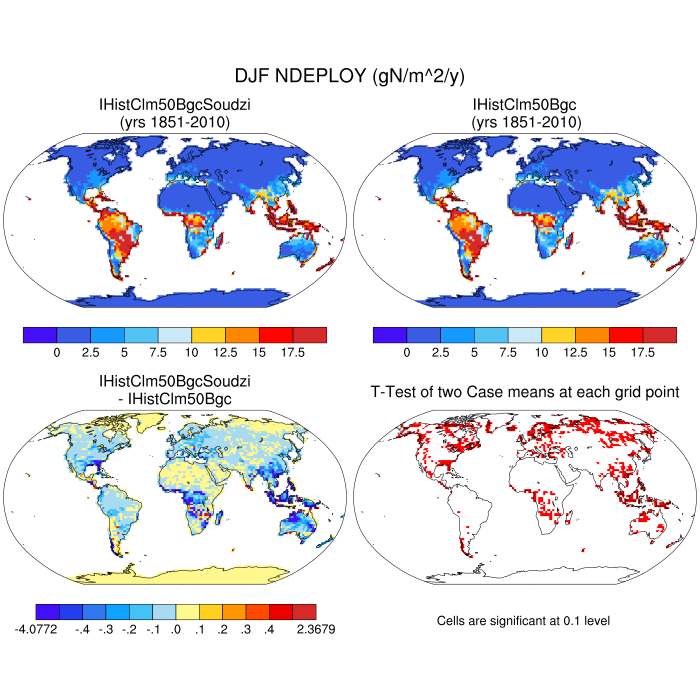 DJF NDEPLOY (gN/m^2/y)
IHistClm50BgcSoudzi
(yrs 1851-2010)
IHistClm50Bgc
(yrs 1851-2010)
0 2.5 5 7.5 10 12.5 15 17.5
0 2.5 5 7.5 10 12.5 15 17.5
IHistClm50BgcSoudzi
- IHistClm50Bgc
T-Test of two Case means at each grid point
-4.0772 -.4 -.3 -.2 -.1 .0 .1 .2 .3 .4 2.3679
Cells are significant at 0.1 level